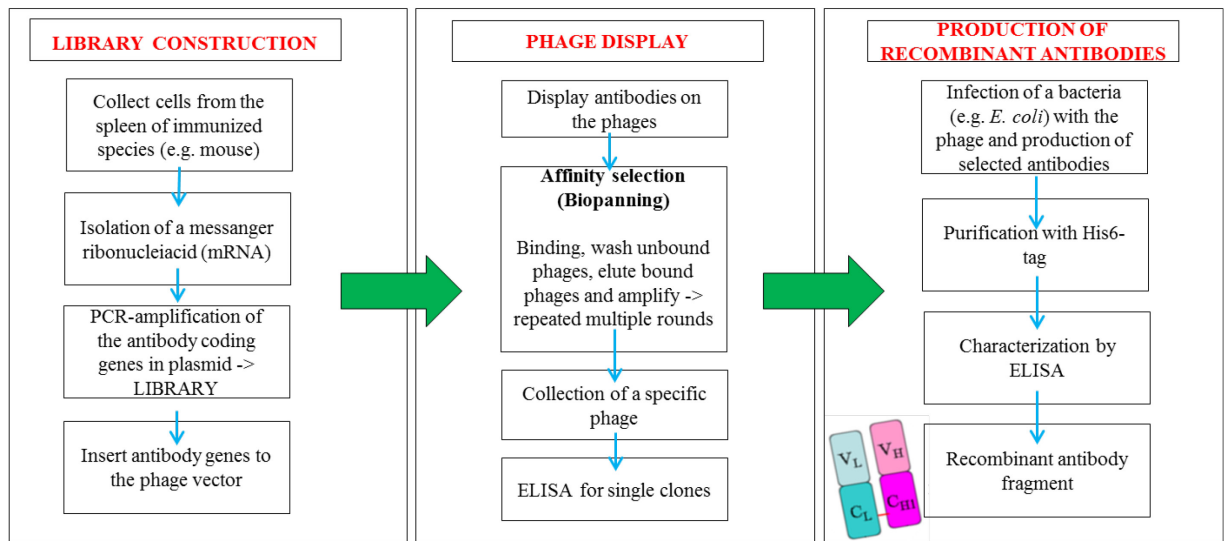 LIBRARY CONSTRUCTION
Collect cells from the
spleen of immunized
species (e.g. mouse)
Isolation of a messanger
ribonucleiacid (mRNA)
PCR-amplification of
the antibody coding
genes in plasmid ->
LIBRARY
Insert antibody genes to
the phage vector
PHAGE DISPLAY
Display antibodies on
the phages
Affinity selection
(Biopanning)
Binding, wash unbound
phages, elute bound
phages and amplify ->
repeated multiple rounds
Collection of a specific
phage
ELISA for single clones
PRODUCTION OF
RECOMBINANT ANTIBODIES
Infection of a bacteria
(e.g. E. coli) with the
phage and production of
selected antibodies
Purification with His6-
tag
Characterization by
ELISA
Recombinant antibody
fragment
VL
VH
CL
CH1